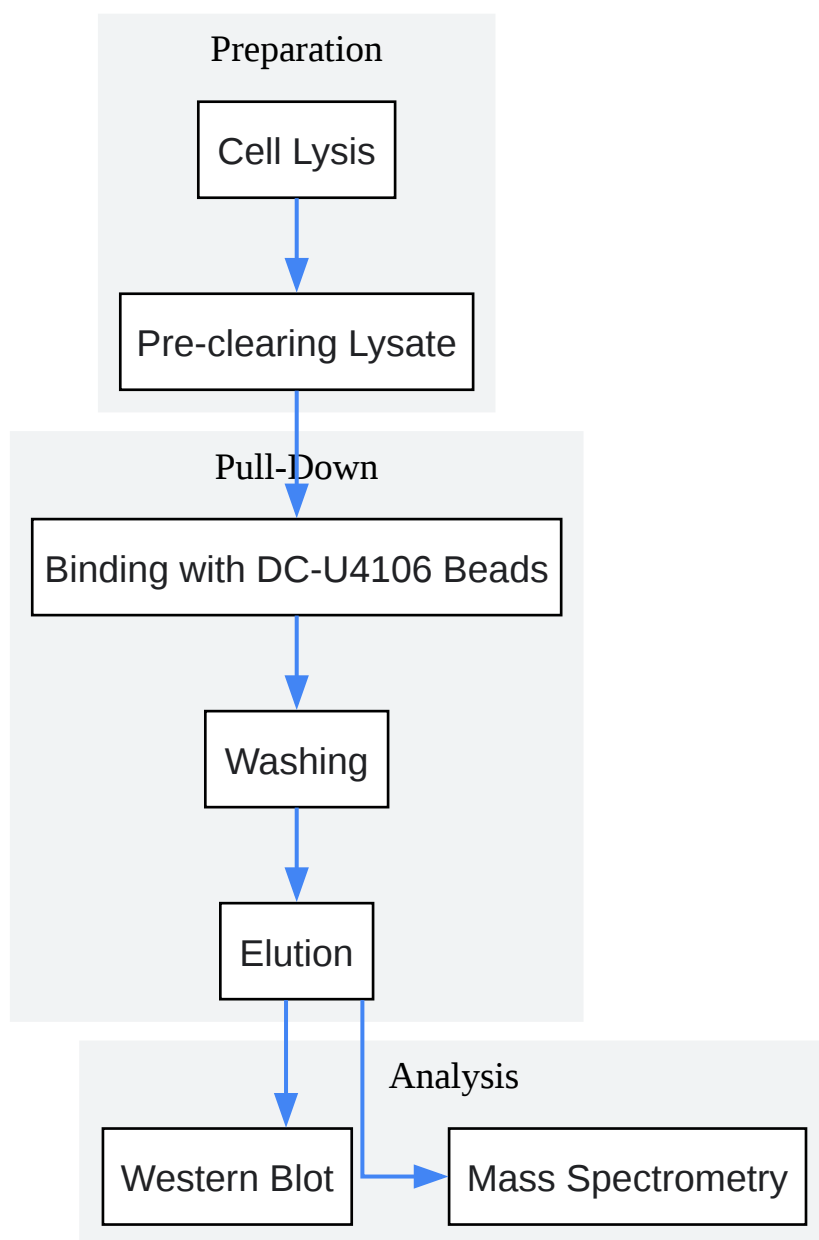 Preparation
Cell Lysis
Pre-clearing Lysate
Pull-Down
Binding with DC-U4106 Beads
Washing
Elution
Analysis
Western Blot
Mass Spectrometry